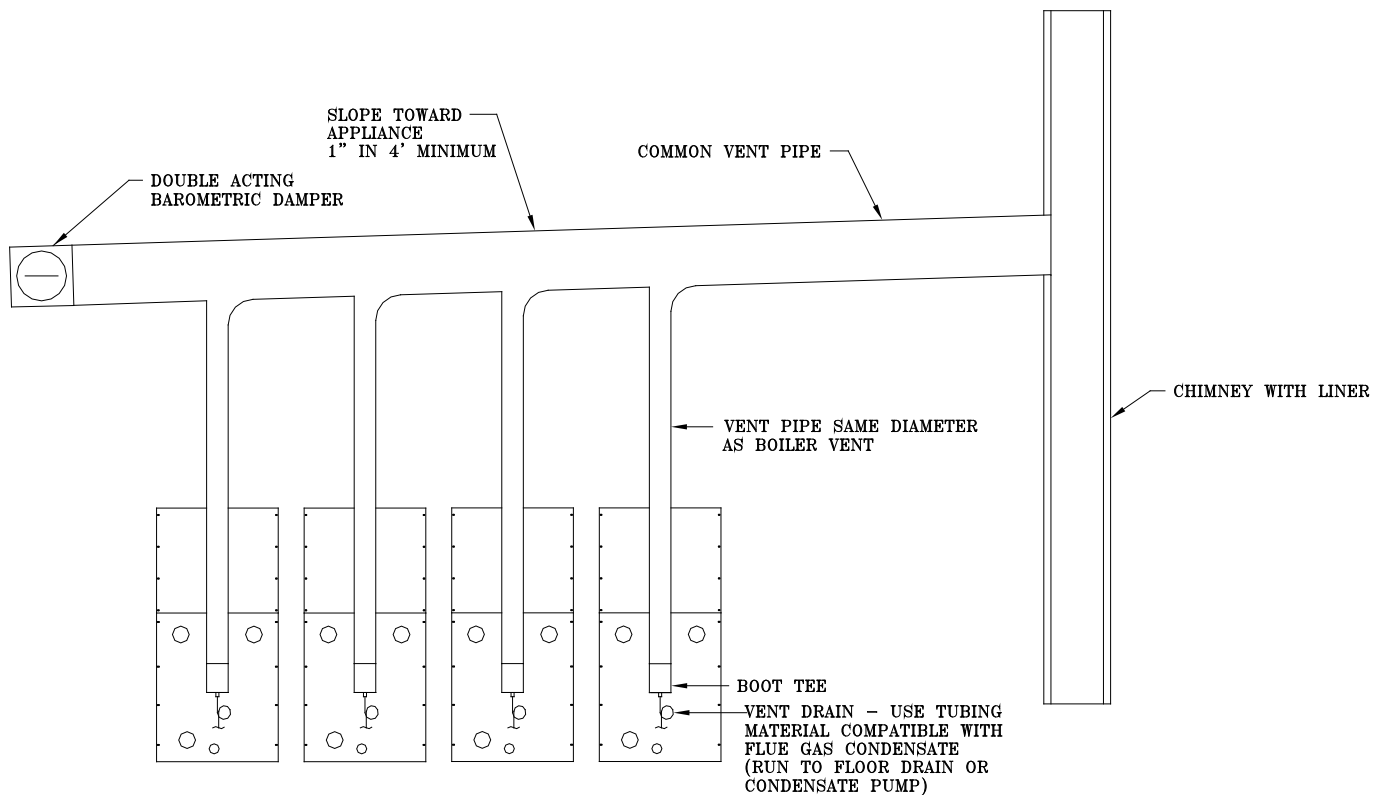 SLOPE TOWARD
APPLIANCE
1” IN 4’ MINIMUM
COMMON VENT PIPE
DOUBLE ACTING
BAROMETRIC DAMPER
CHIMNEY WITH LINER
VENT PIPE SAME DIAMETER
AS BOILER VENT
BOOT TEE
VENT DRAIN – USE TUBING
MATERIAL COMPATIBLE WITH
FLUE GAS CONDENSATE
(RUN TO FLOOR DRAIN OR
CONDENSATE PUMP)